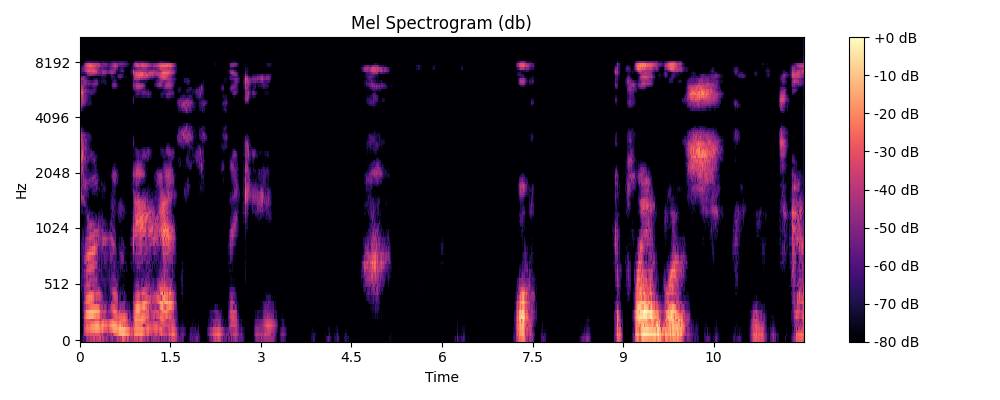 Mel Spectrogram (db)
8192
4096
2048
1024
512
0
Hz
0 1.5 3 4.5 6 7.5 9 10
Time
+0 dB
-10 dB
-20 dB
-30 dB
-40 dB
-50 dB
-60 dB
-70 dB
-80 dB